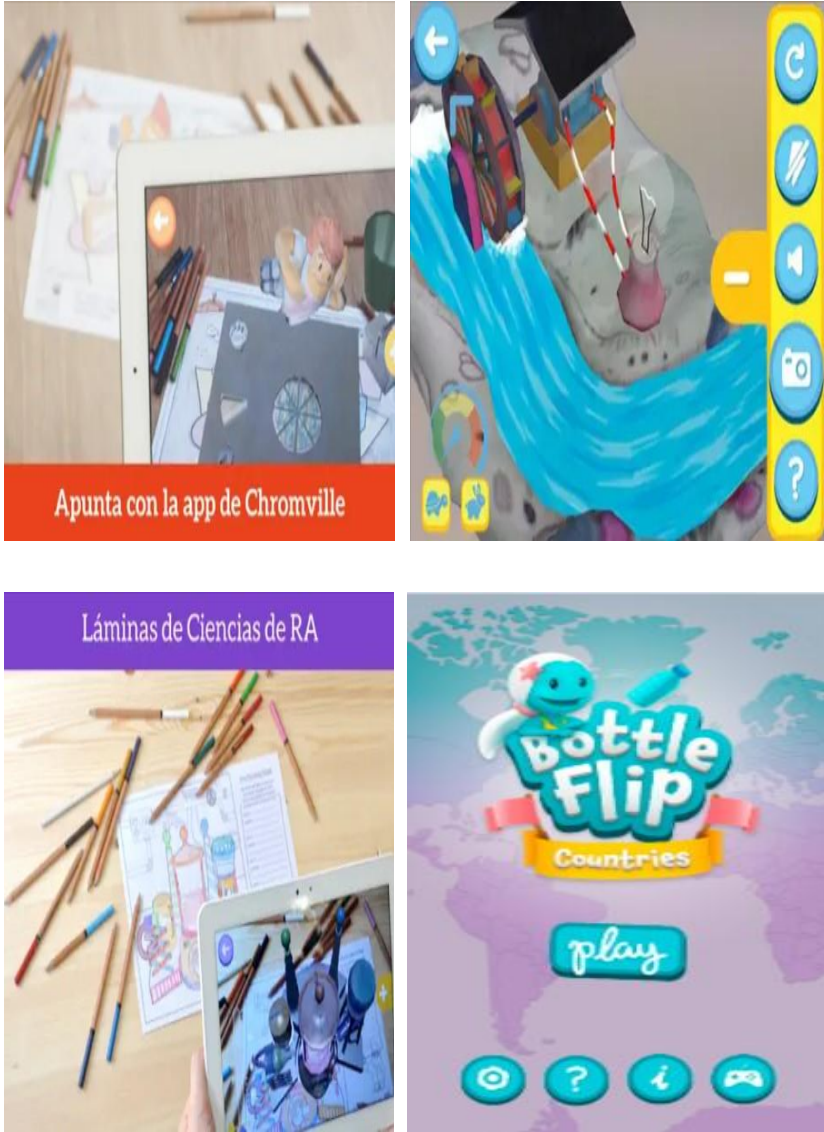 Apunta con la app de Chromville
?
Láminas de Ciencias de RA
Bottle
Flip
Countries
play
? i